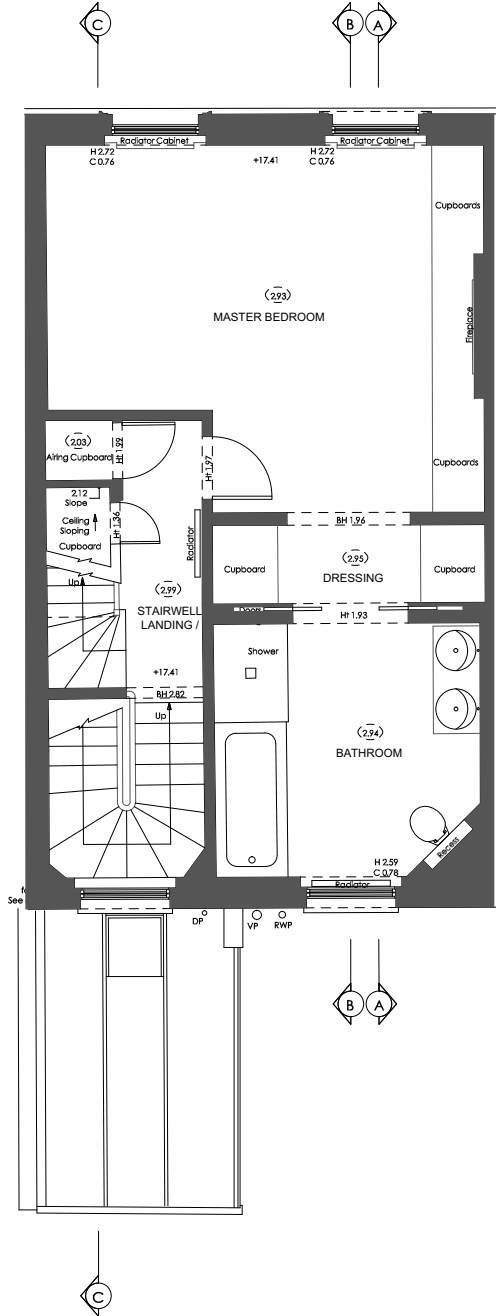 C
B
A
Radiator Cabinet
Radiator Cabinet
H 2.72
C 0.76
+17.41
H 2.72
C 0.76
Cupboards
2.93
MASTER BEDROOM
Fireplace
2.03
Airing Cupboard
Ht 1.99
Ht 1.97
Cupboards
2.12
Slope
Ceiling
Sloping
Cupboard
Ht 1.36
Radiator
BH 1.96
Up
2.99
STAIRWELL
LANDING /
Cupboard
2.95
DRESSING
Cupboard
Doors
Ht 1.93
Shower
+17.41
BH 2.82
Up
2.94
BATHROOM
Recess
H 2.59
C 0.78
Radiator
See
DP
VP
RWP
B
A
C